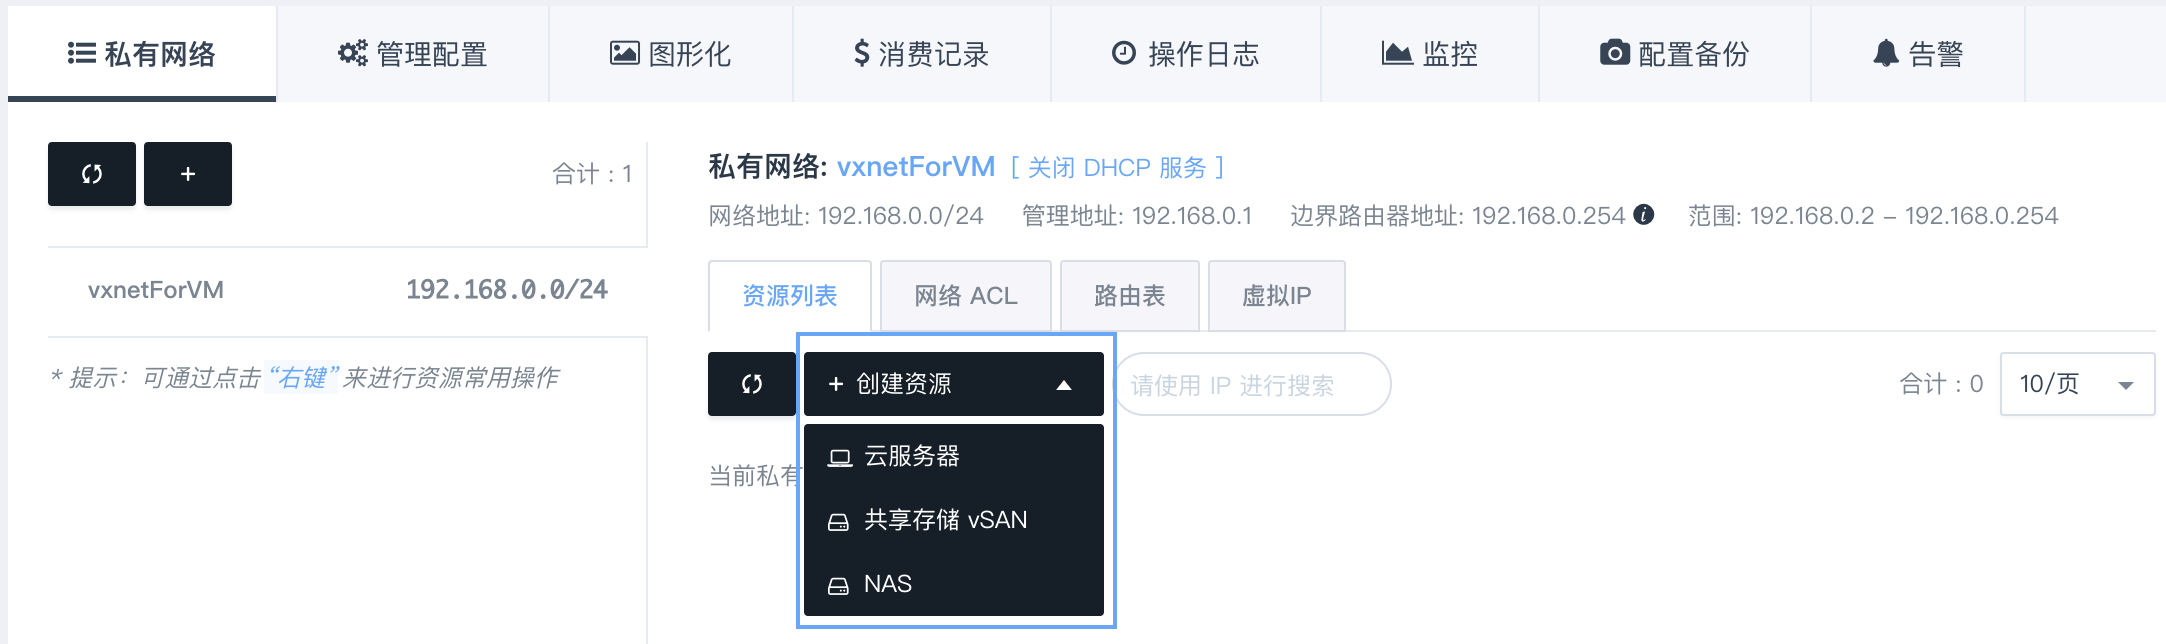 私有网络 管理配置 图形化 消费记录 操作日志 监控 配置备份 告警
合计 : 1
vxnetForVM 192.168.0.0/24
* 提示：可通过点击“右键”来进行资源常用操作
私有网络: vxnetForVM [ 关闭 DHCP 服务 ]
网络地址: 192.168.0.0/24 管理地址: 192.168.0.1 边界路由器地址: 192.168.0.254 范围: 192.168.0.2 – 192.168.0.254
资源列表 网络 ACL 路由表 虚拟IP
+ 创建资源 请使用 IP 进行搜索 合计 : 0 10/页
云服务器
当前私有
共享存储 vSAN
NAS